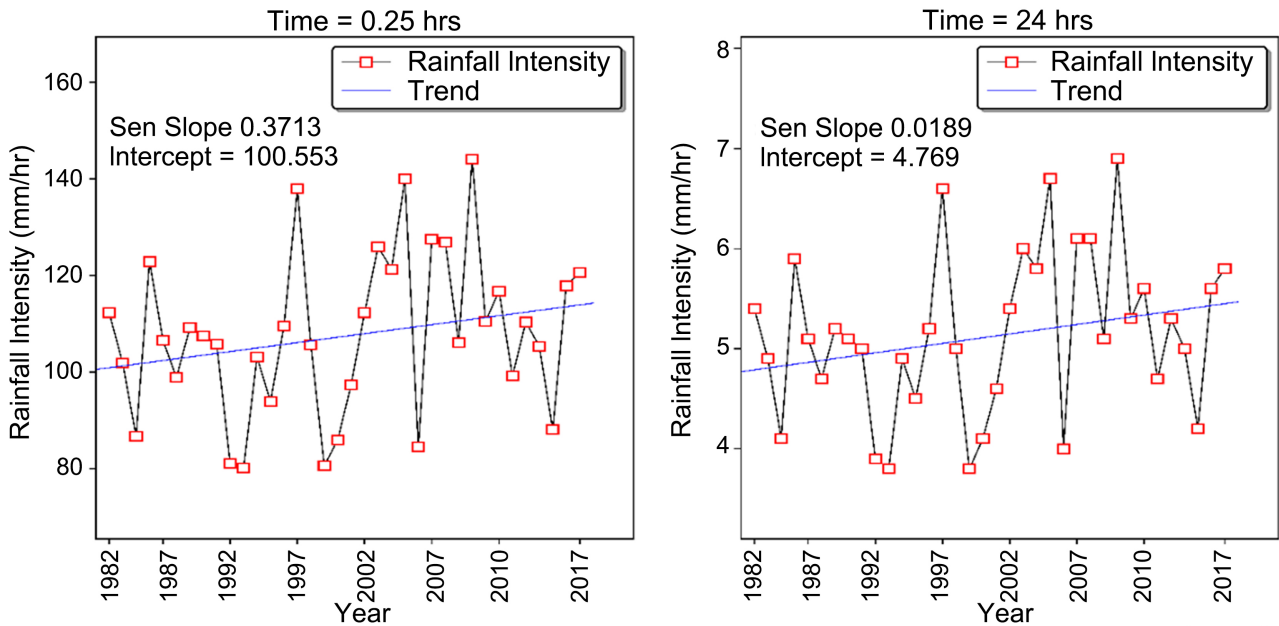 Time = 0.25 hrs
Rainfall Intensity
Trend
Sen Slope 0.3713
Intercept = 100.553
160
140
120
100
80
Rainfall Intensity (mm/hr)
1982
1987
1992
1997
2002
2007
2010
2017
Year
Time = 24 hrs
Rainfall Intensity
Trend
Sen Slope 0.0189
Intercept = 4.769
8
7
6
5
4
Rainfall Intensity (mm/hr)
1982
1987
1992
1997
2002
2007
2010
2017
Year